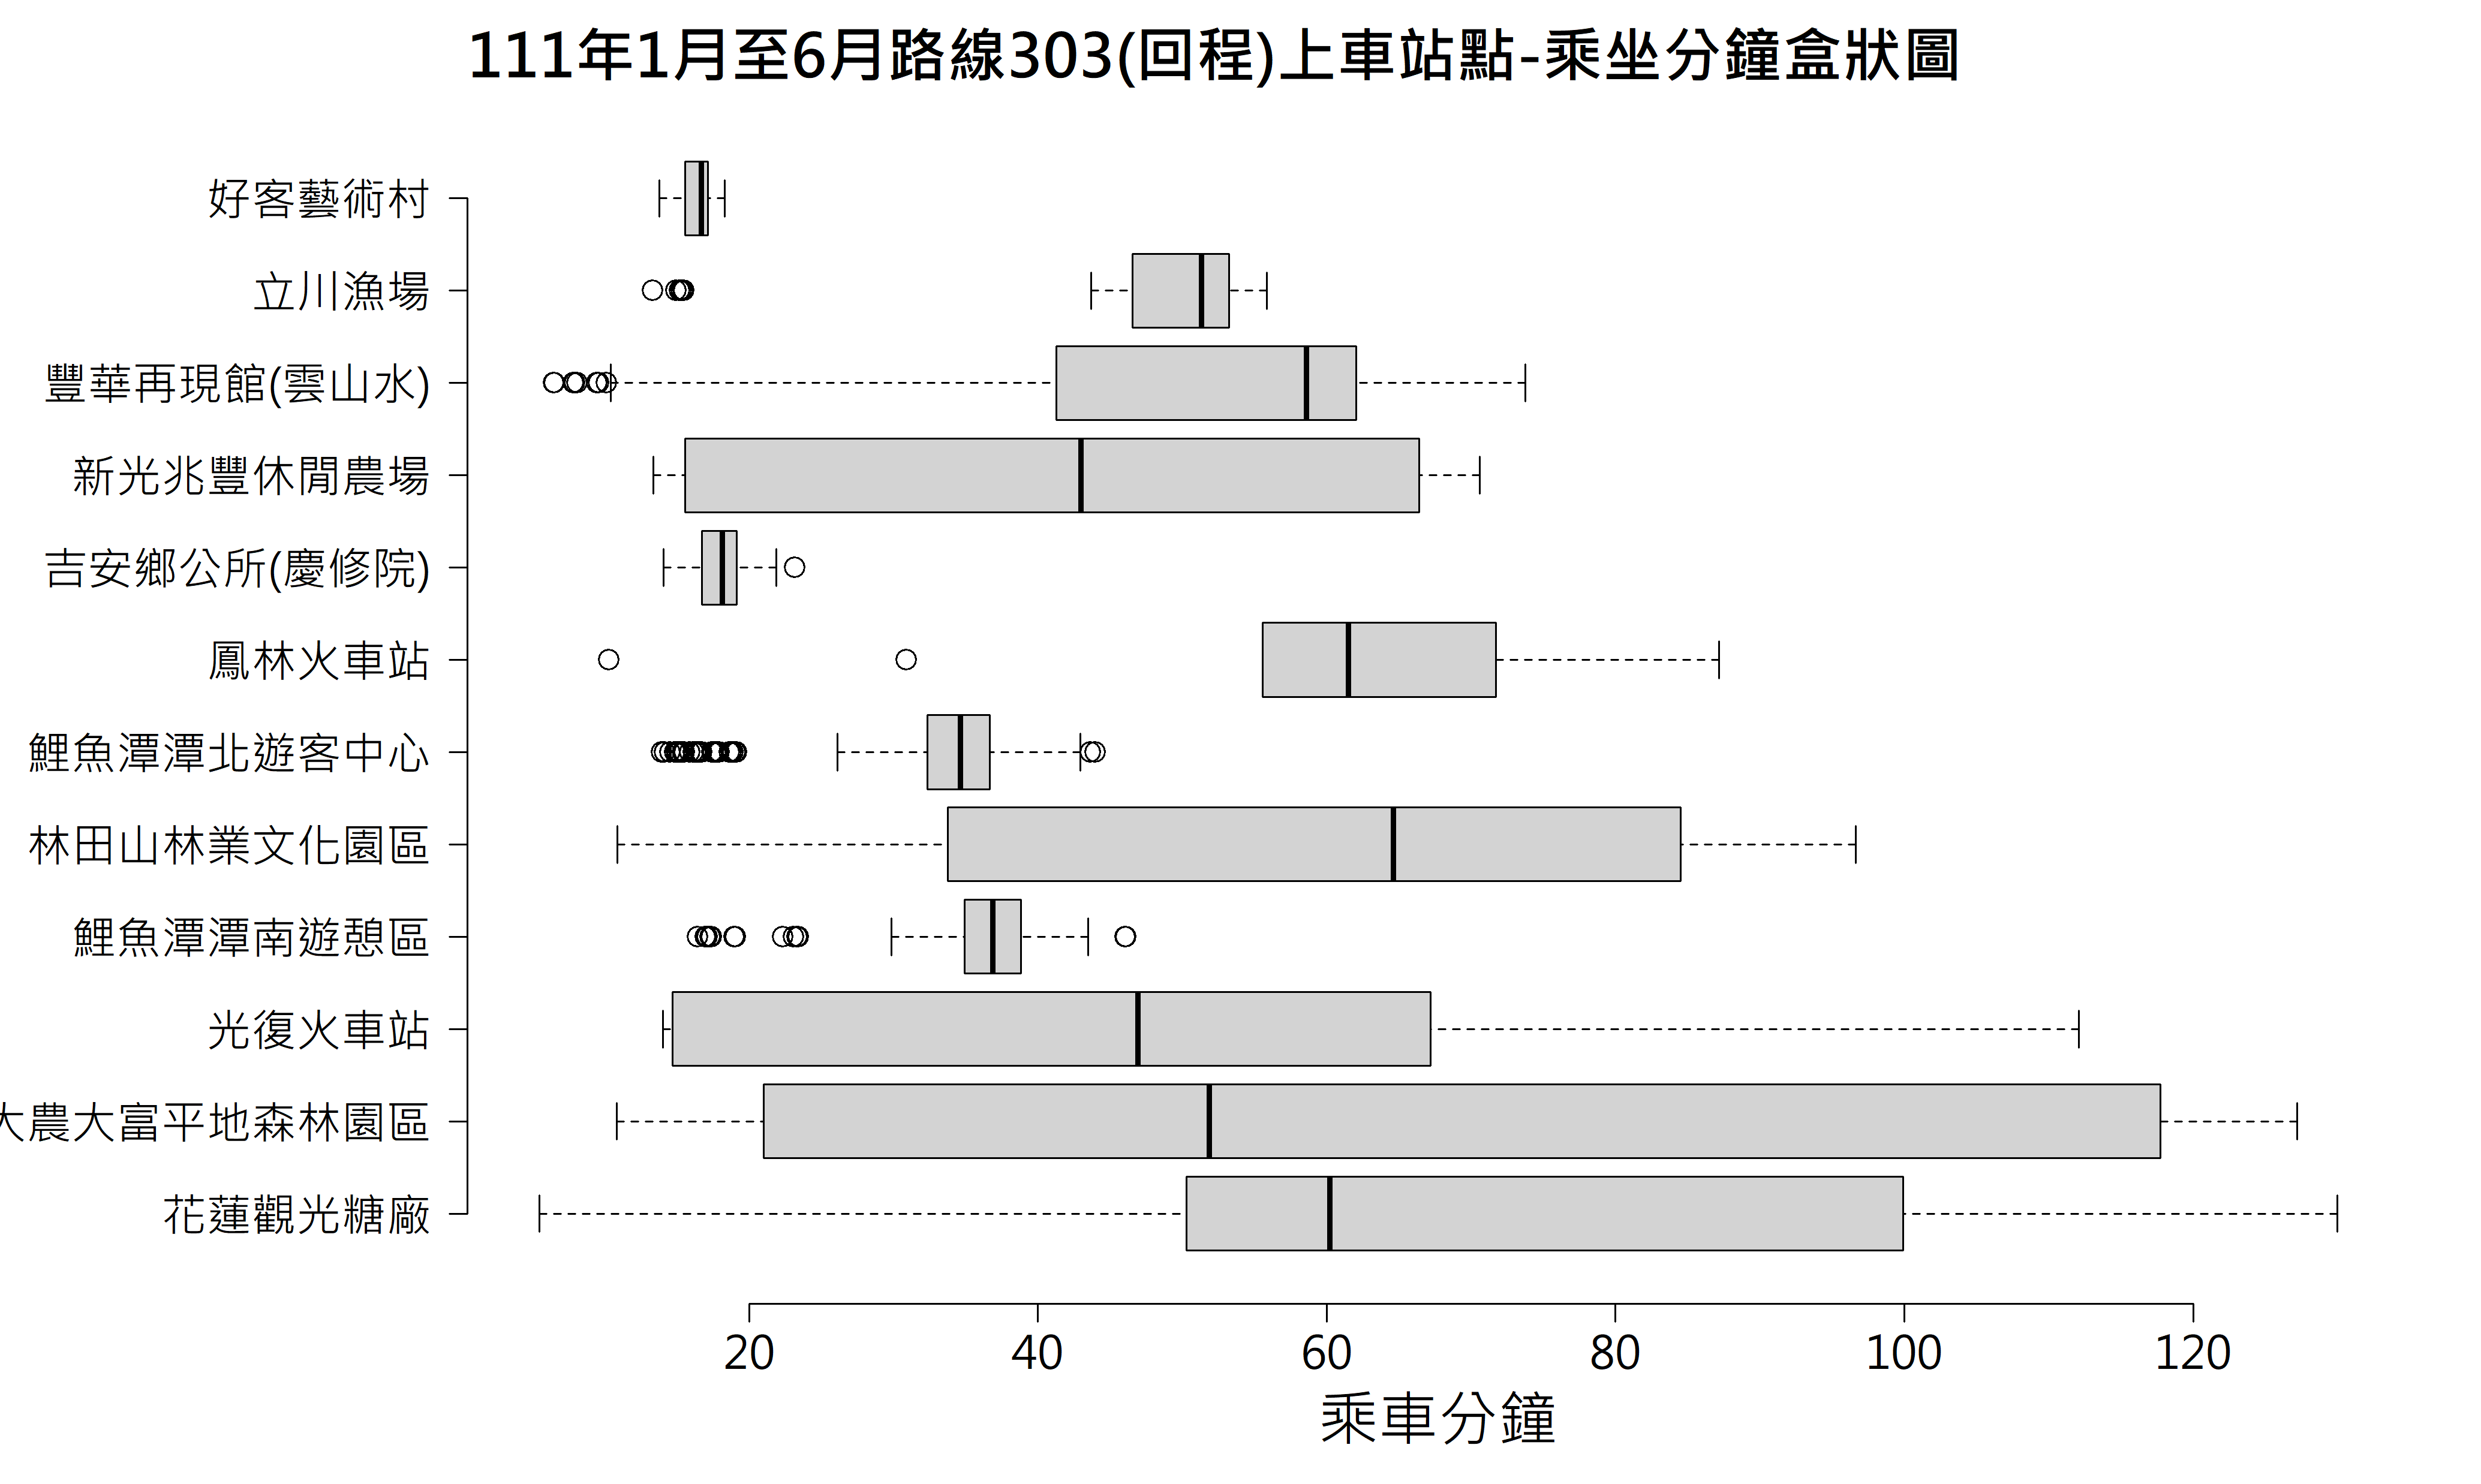 111年1月至6月路線303(回程)上車站點-乘坐分鐘盒狀圖
好客藝術村
立川漁場
豐華再現館(雲山水)
新光兆豐休閒農場
吉安鄉公所(慶修院)
鳳林火車站
鯉魚潭潭北遊客中心
林田山林業文化園區
鯉魚潭潭南遊憩區
光復火車站
大農大富平地森林園區
花蓮觀光糖廠
20 40 60 80 100 120
乘車分鐘